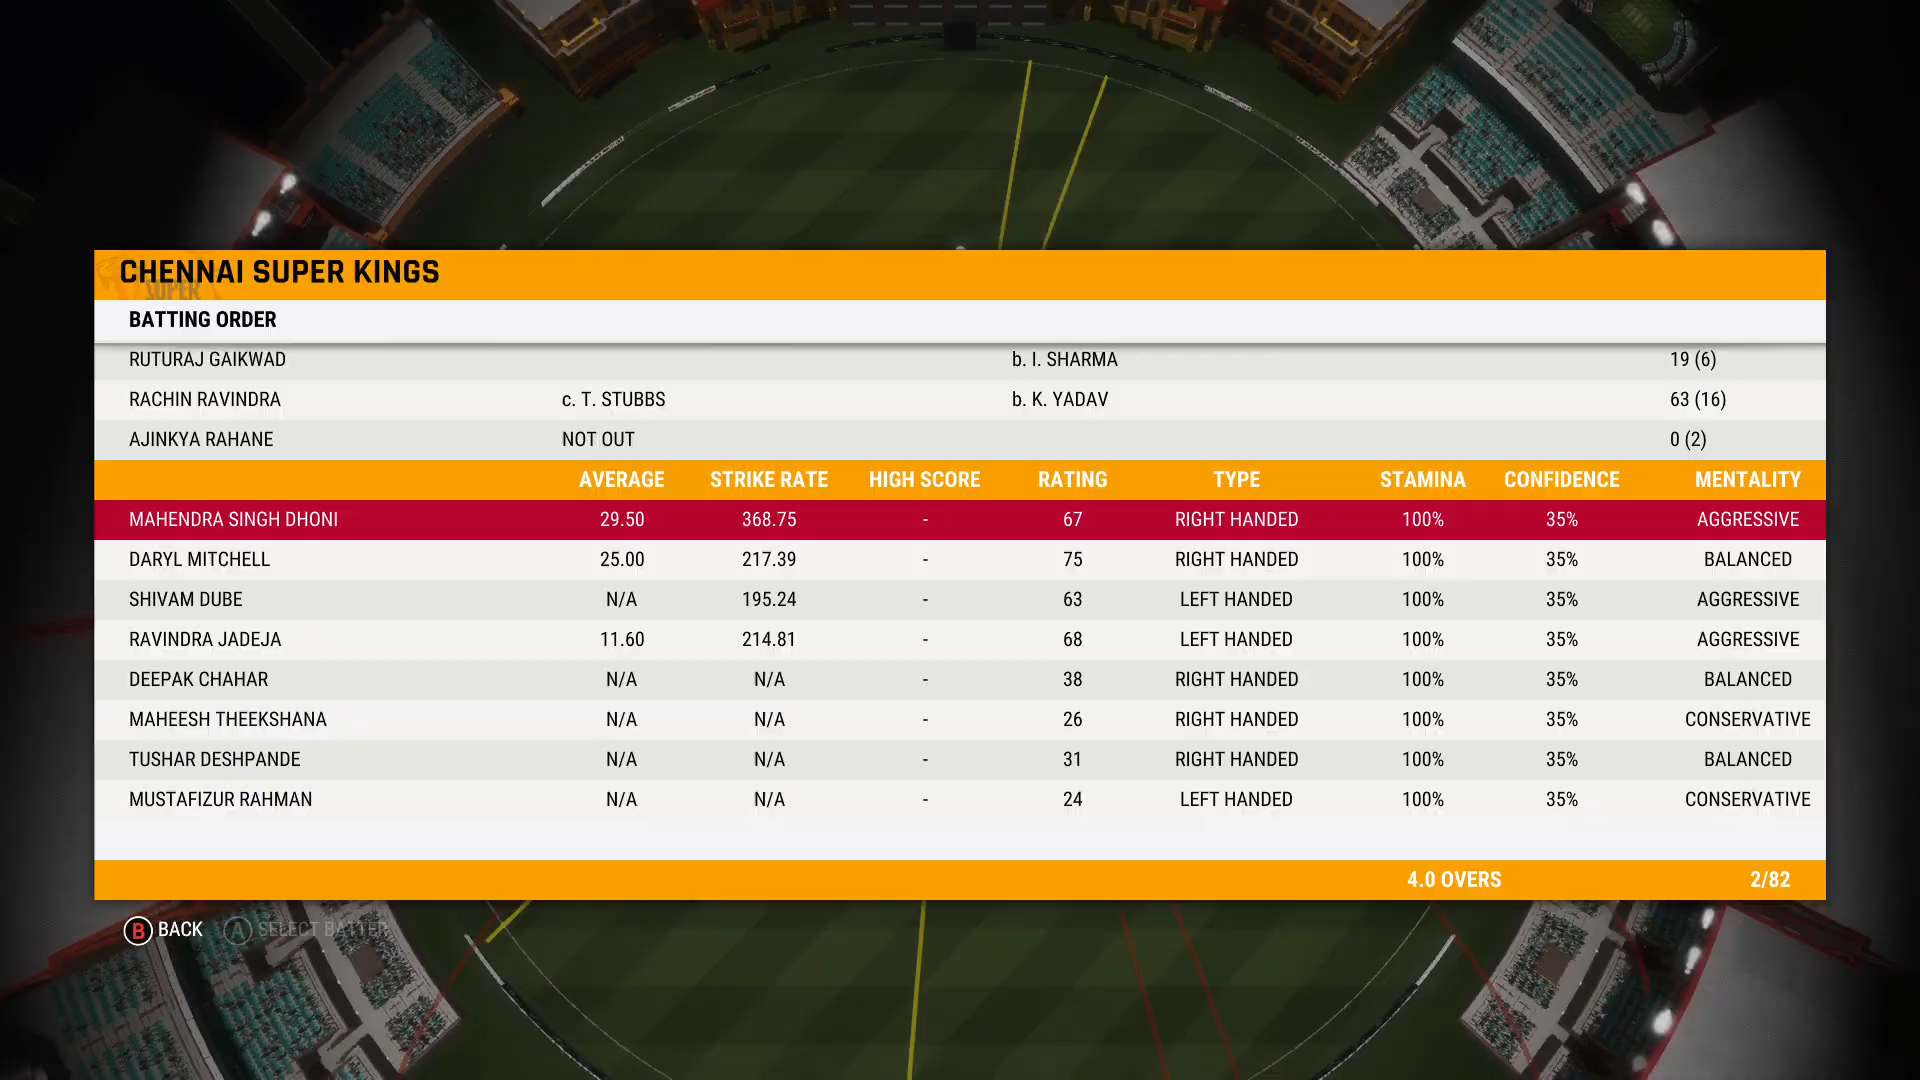 CHENNAI SUPER KINGS
SUPER
BATTING ORDER
RUTURAJ GAIKWAD b. I. SHARMA 19 (6)
RACHIN RAVINDRA c. T. STUBBS b. K. YADAV 63 (16)
AJINKYA RAHANE NOT OUT 0 (2)
AVERAGE STRIKE RATE HIGH SCORE RATING TYPE STAMINA CONFIDENCE MENTALITY
MAHENDRA SINGH DHONI 29.50 368.75 - 67 RIGHT HANDED 100% 35% AGGRESSIVE
DARYL MITCHELL 25.00 217.39 - 75 RIGHT HANDED 100% 35% BALANCED
SHIVAM DUBE N/A 195.24 - 63 LEFT HANDED 100% 35% AGGRESSIVE
RAVINDRA JADEJA 11.60 214.81 - 68 LEFT HANDED 100% 35% AGGRESSIVE
DEEPAK CHAHAR N/A N/A - 38 RIGHT HANDED 100% 35% BALANCED
MAHEESH THEEKSHANA N/A N/A - 26 RIGHT HANDED 100% 35% CONSERVATIVE
TUSHAR DESHPANDE N/A N/A - 31 RIGHT HANDED 100% 35% BALANCED
MUSTAFIZUR RAHMAN N/A N/A - 24 LEFT HANDED 100% 35% CONSERVATIVE
4.0 OVERS 2/82
B BACK A SELECT BATTER